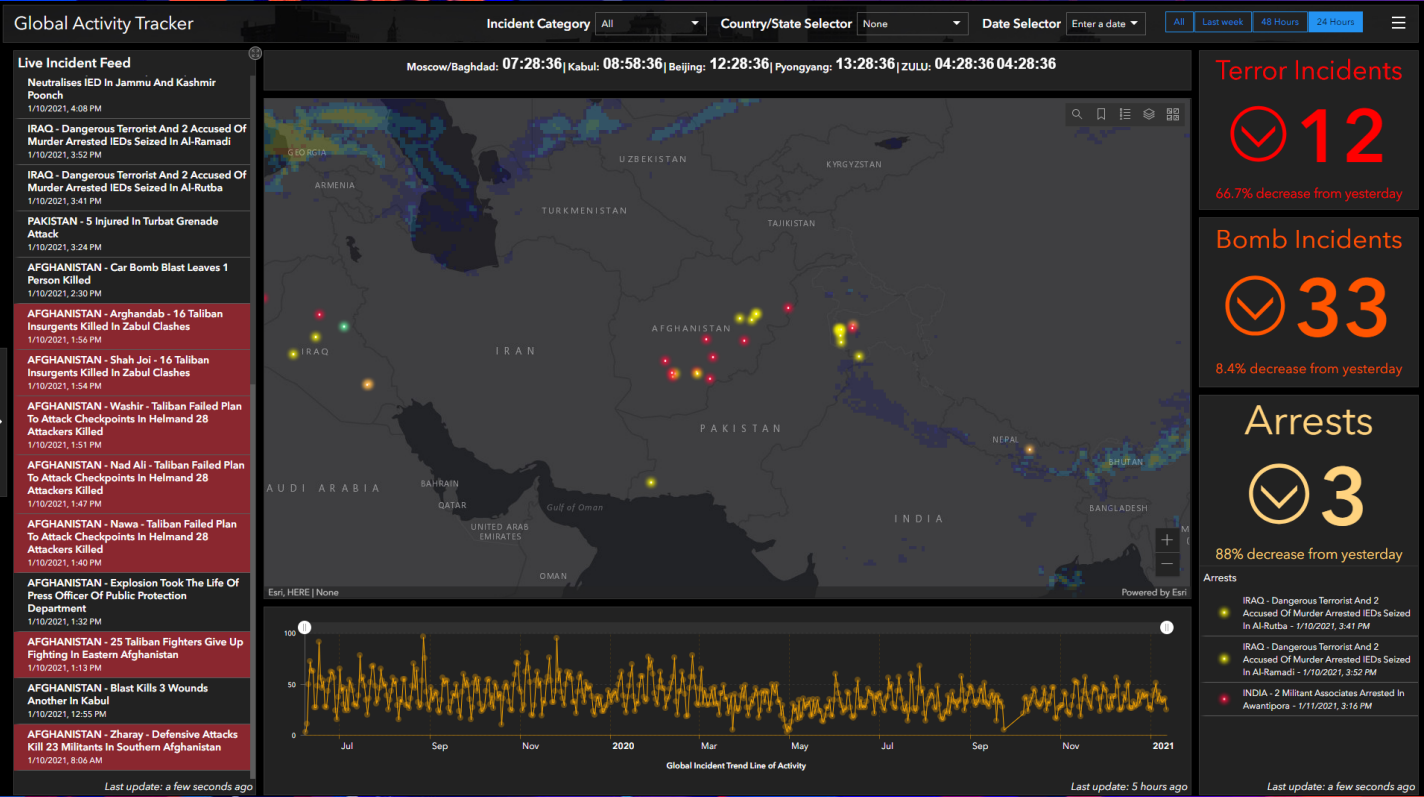 Global Activity Tracker
Incident Category
All
Country/State Selector
None
Date Selector
Enter a date
All
Last week
48 Hours
24 Hours
Live Incident Feed
Neutralises IED In Jammu And Kashmir
Poonch
1/10/2021, 4:08 PM
IRAQ - Dangerous Terrorist And 2 Accused Of
Murder Arrested IEDs Seized In Al-Ramadi
1/10/2021, 3:52 PM
IRAQ - Dangerous Terrorist And 2 Accused Of
Murder Arrested IEDs Seized In Al-Rutba
1/10/2021, 3:41 PM
PAKISTAN - 5 Injured In Turbat Grenade
Attack
1/10/2021, 3:24 PM
AFGHANISTAN - Car Bomb Blast Leaves 1
Person Killed
1/10/2021, 2:30 PM
AFGHANISTAN - Arghandab - 16 Taliban
Insurgents Killed In Zabul Clashes
1/10/2021, 1:56 PM
AFGHANISTAN - Shah Joi - 16 Taliban
Insurgents Killed In Zabul Clashes
1/10/2021, 1:54 PM
AFGHANISTAN - Washir - Taliban Failed Plan
To Attack Checkpoints In Helmand 28
Attackers Killed
1/10/2021, 1:51 PM
AFGHANISTAN - Nad Ali - Taliban Failed Plan
To Attack Checkpoints In Helmand 28
Attackers Killed
1/10/2021, 1:47 PM
AFGHANISTAN - Nawa - Taliban Failed Plan
To Attack Checkpoints In Helmand 28
Attackers Killed
1/10/2021, 1:40 PM
AFGHANISTAN - Explosion Took The Life Of
Press Officer Of Public Protection
Department
1/10/2021, 1:32 PM
AFGHANISTAN - 25 Taliban Fighters Give Up
Fighting In Eastern Afghanistan
1/10/2021, 1:13 PM
AFGHANISTAN - Blast Kills 3 Wounds
Another In Kabul
1/10/2021, 12:55 PM
AFGHANISTAN - Zharay - Defensive Attacks
Kill 23 Militants In Southern Afghanistan
1/10/2021, 8:06 AM
Last update: a few seconds ago
Moscow/Baghdad: 07:28:36| Kabul: 08:58:36| Beijing: 12:28:36| Pyongyang: 13:28:36| ZULU: 04:28:36 04:28:36
GEORGIA
ARMENIA
UZBEKISTAN
KYRGYZSTAN
TURKMENISTAN
TAJIKISTAN
AFGHANISTAN
IRAQ
IRAN
PAKISTAN
NEPAL
BHUTAN
AUDI ARABIA
BAHRAIN
QATAR
Gulf of Oman
UNITED ARAB
EMIRATES
INDIA
BANGLADESH
M
OMAN
Esri, HERE | None
Powered by Esri
100
50
0
Jul
Sep
Nov
2020
Mar
May
Jul
Sep
Nov
2021
Global Incident Trend Line of Activity
Last update: 5 hours ago
Terror Incidents
12
66.7% decrease from yesterday
Bomb Incidents
33
8.4% decrease from yesterday
Arrests
3
88% decrease from yesterday
Arrests
IRAQ - Dangerous Terrorist And 2
Accused Of Murder Arrested IEDs Seized
In Al-Rutba - 1/10/2021, 3:41 PM
IRAQ - Dangerous Terrorist And 2
Accused Of Murder Arrested IEDs Seized
In Al-Ramadi - 1/10/2021, 3:52 PM
INDIA - 2 Militant Associates Arrested In
Awantipora - 1/11/2021, 3:16 PM
Last update: a few seconds ago